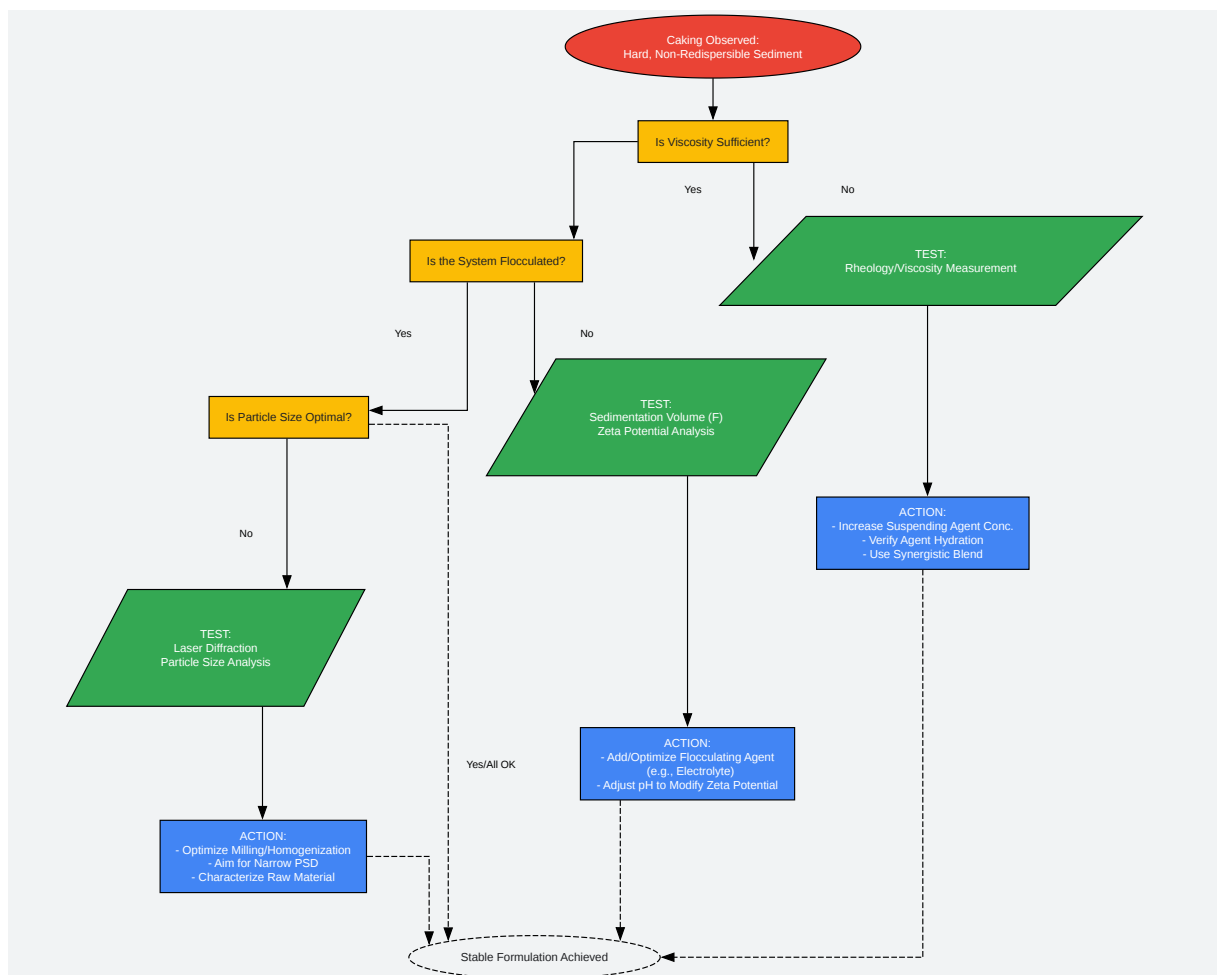 Caking Observed:
Hard, Non-Redispersible Sediment
Is Viscosity Sufficient?
Yes
No
Is the System Flocculated?
TEST:
Rheology/Viscosity Measurement
Yes
No
Is Particle Size Optimal?
TEST:
Sedimentation Volume (F)
Zeta Potential Analysis
No
ACTION:
- Increase Suspending Agent Conc.
- Verify Agent Hydration
- Use Synergistic Blend
TEST:
Laser Diffraction
Particle Size Analysis
Yes/All OK
ACTION:
- Add/Optimize Flocculating Agent
(e.g., Electrolyte)
- Adjust pH to Modify Zeta Potential
ACTION:
- Optimize Milling/Homogenization
- Aim for Narrow PSD
- Characterize Raw Material
Stable Formulation Achieved